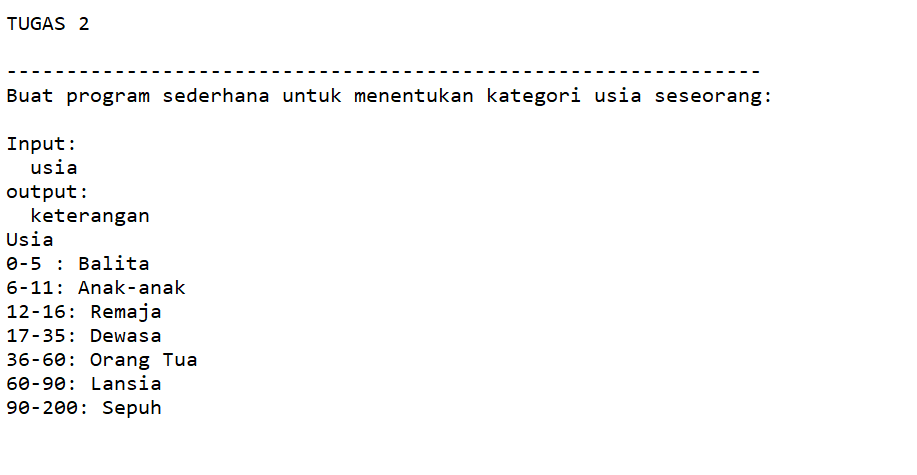 TUGAS 2
---------------------------------------------------------------
Buat program sederhana untuk menentukan kategori usia seseorang:
Input:
  usia
output:
  keterangan
Usia
0-5 : Balita
6-11: Anak-anak
12-16: Remaja
17-35: Dewasa
36-60: Orang Tua
60-90: Lansia
90-200: Sepuh